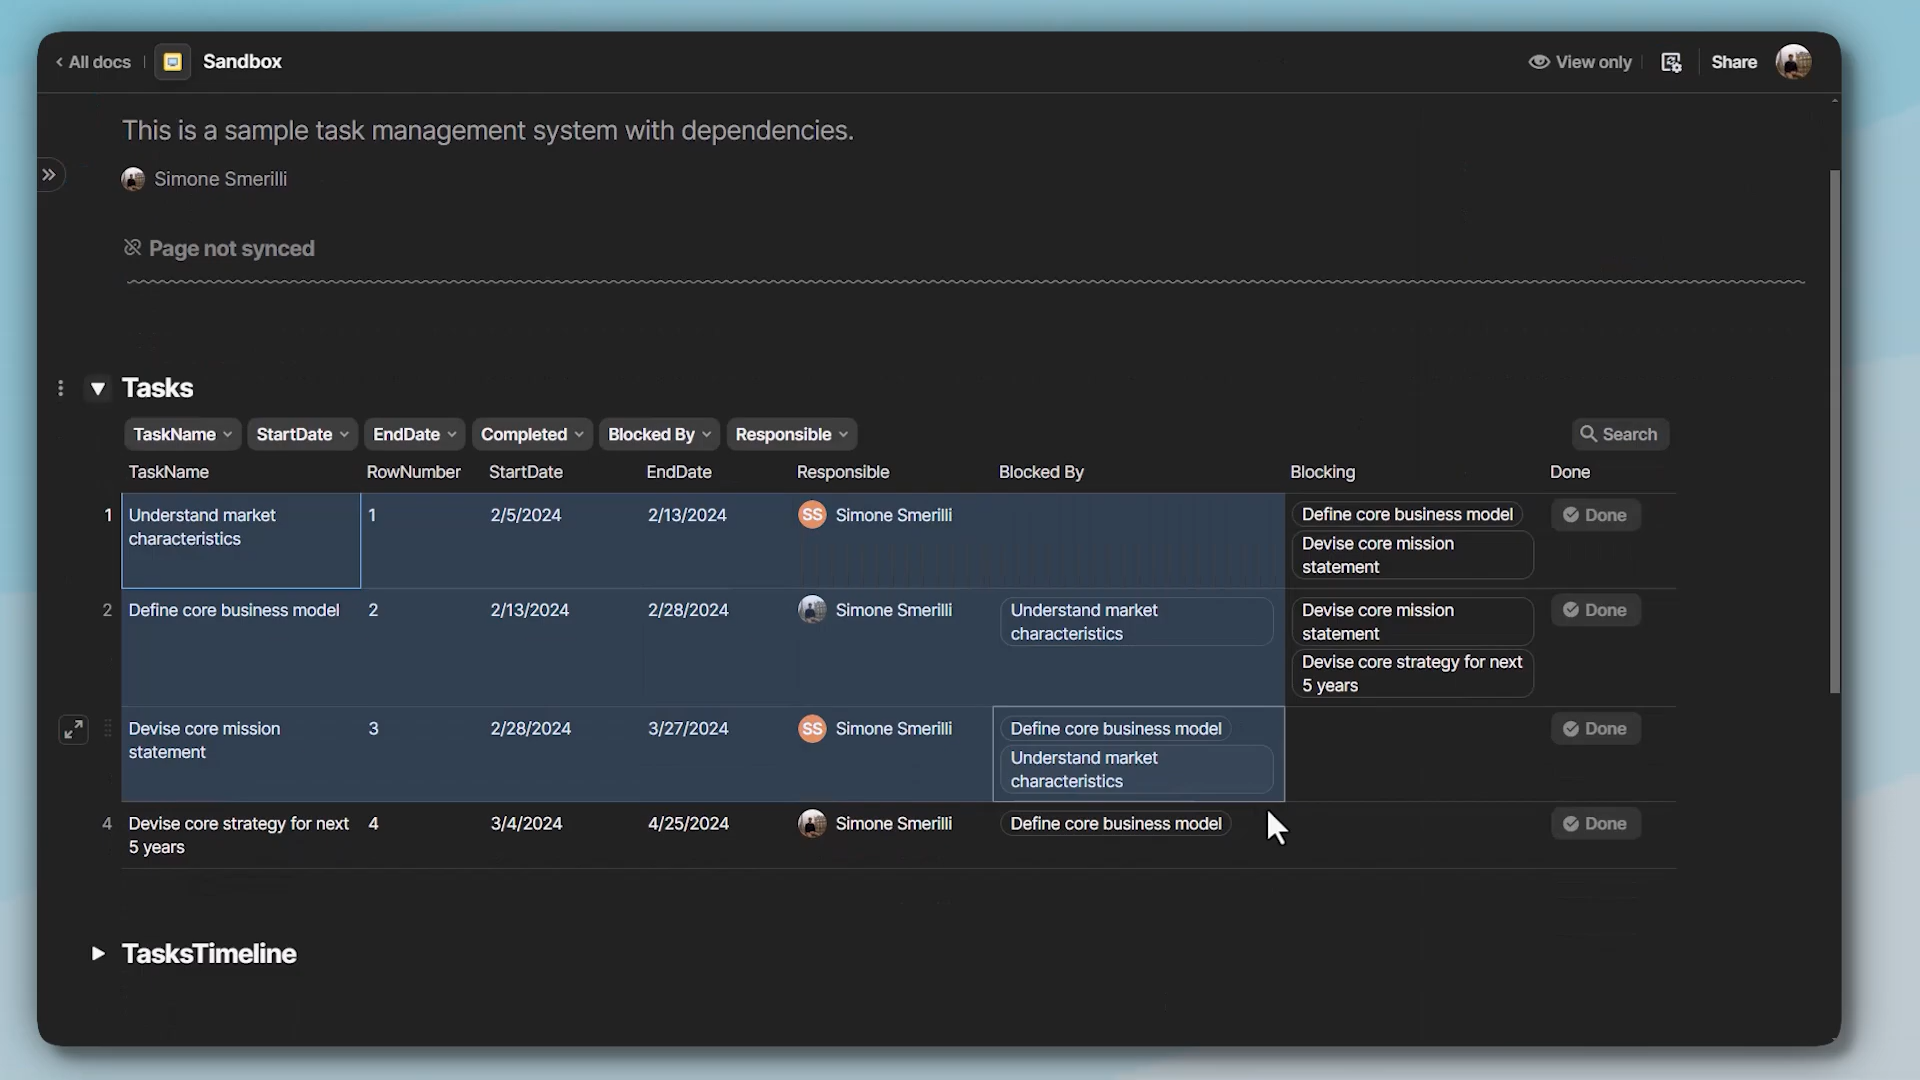 All docs
Sandbox
View only
Share
This is a sample task management system with dependencies.
Simone Smerilli
Page not synced
Tasks
TaskName StartDate EndDate Completed Blocked By Responsible Search
TaskName RowNumber StartDate EndDate Responsible Blocked By Blocking Done
1 Understand market characteristics 1 2/5/2024 2/13/2024 SS Simone Smerilli Define core business model Devise core mission statement Done
2 Define core business model 2 2/13/2024 2/28/2024 Simone Smerilli Understand market characteristics Devise core mission statement Devise core strategy for next 5 years Done
Devise core mission statement 3 2/28/2024 3/27/2024 SS Simone Smerilli Define core business model Understand market characteristics Done
4 Devise core strategy for next 5 years 4 3/4/2024 4/25/2024 Simone Smerilli Define core business model Done
TasksTimeline